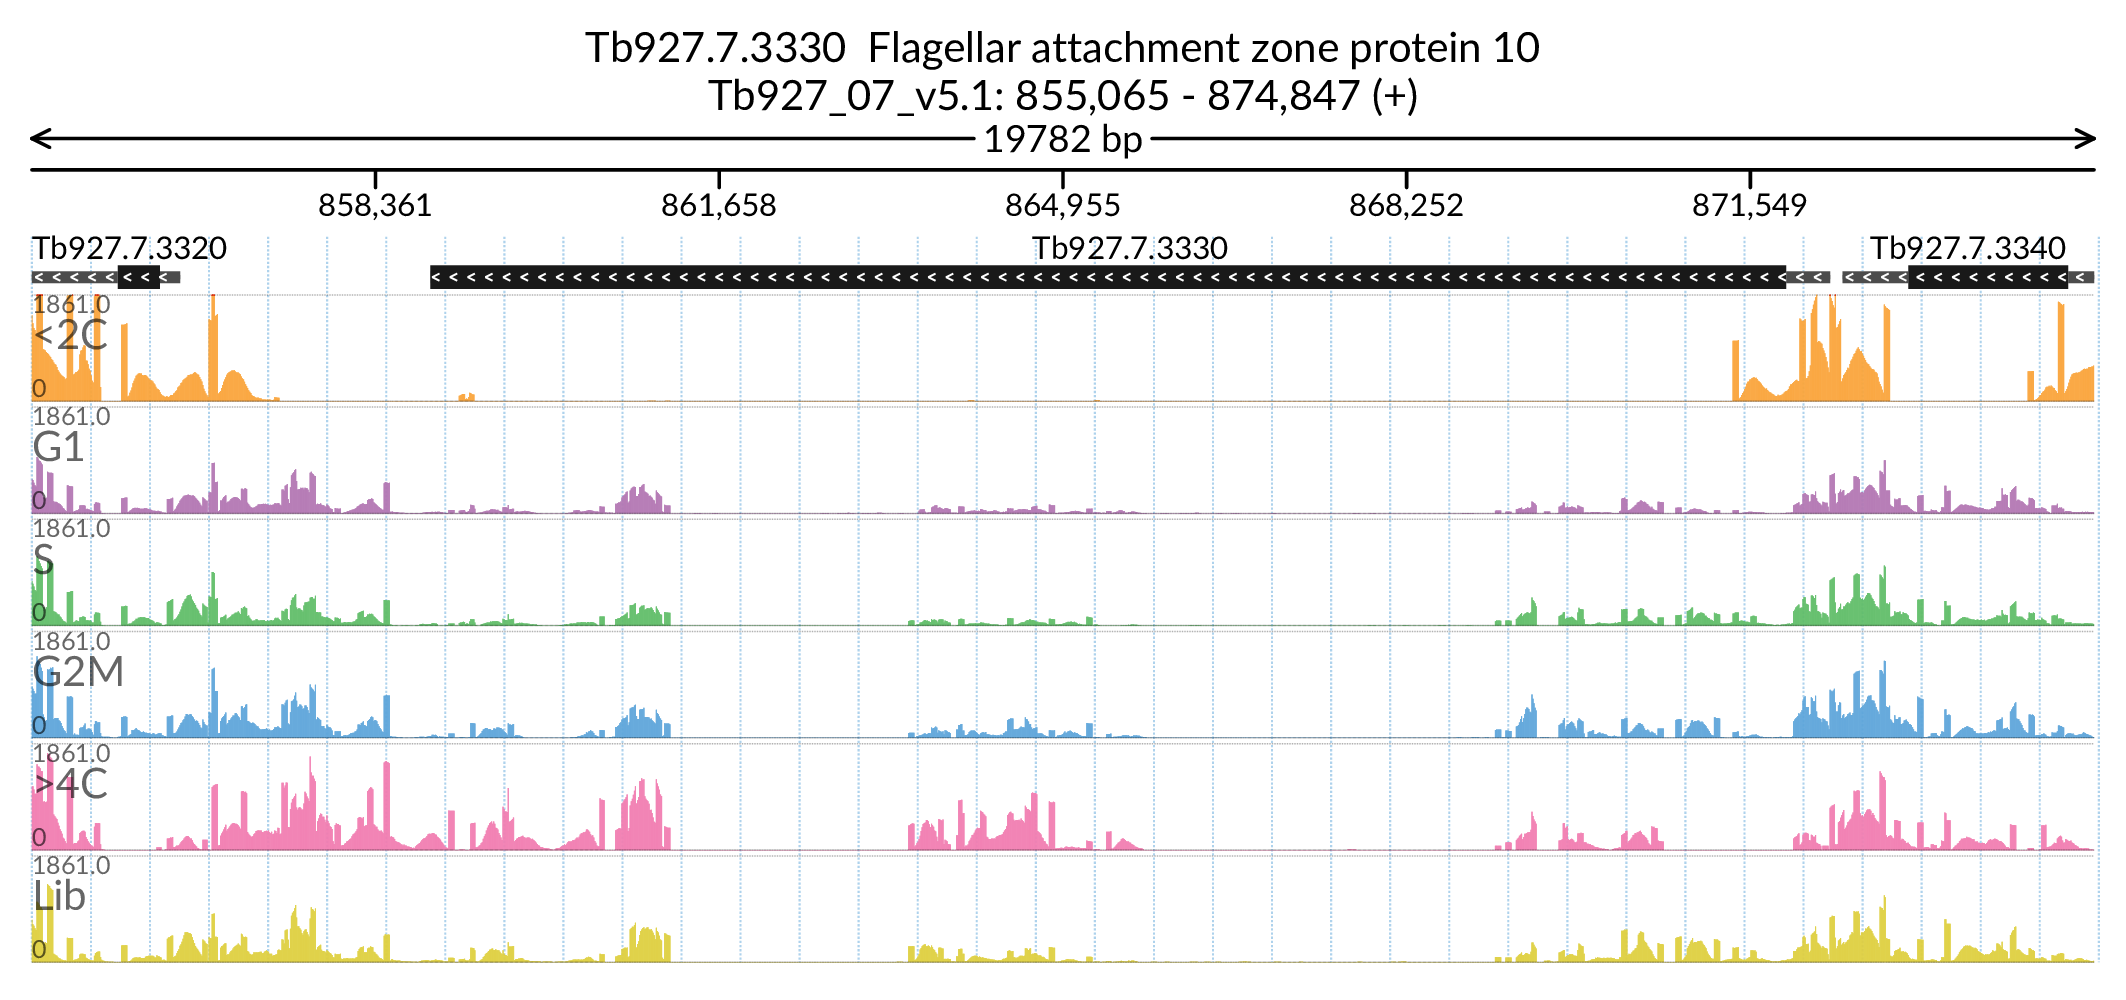 Tb927.7.3330 Flagellar attachment zone protein 10
Tb927_07_v5.1: 855,065 - 874,847 (+)
19782 bp
858,361 861,658 864,955 868,252 871,549
Tb927.7.3320 Tb927.7.3330 Tb927.7.3340
1861.0
<2C
0
1861.0
G1
0
1861.0
S
0
1861.0
G2M
0
1861.0
>4C
0
1861.0
Lib
0